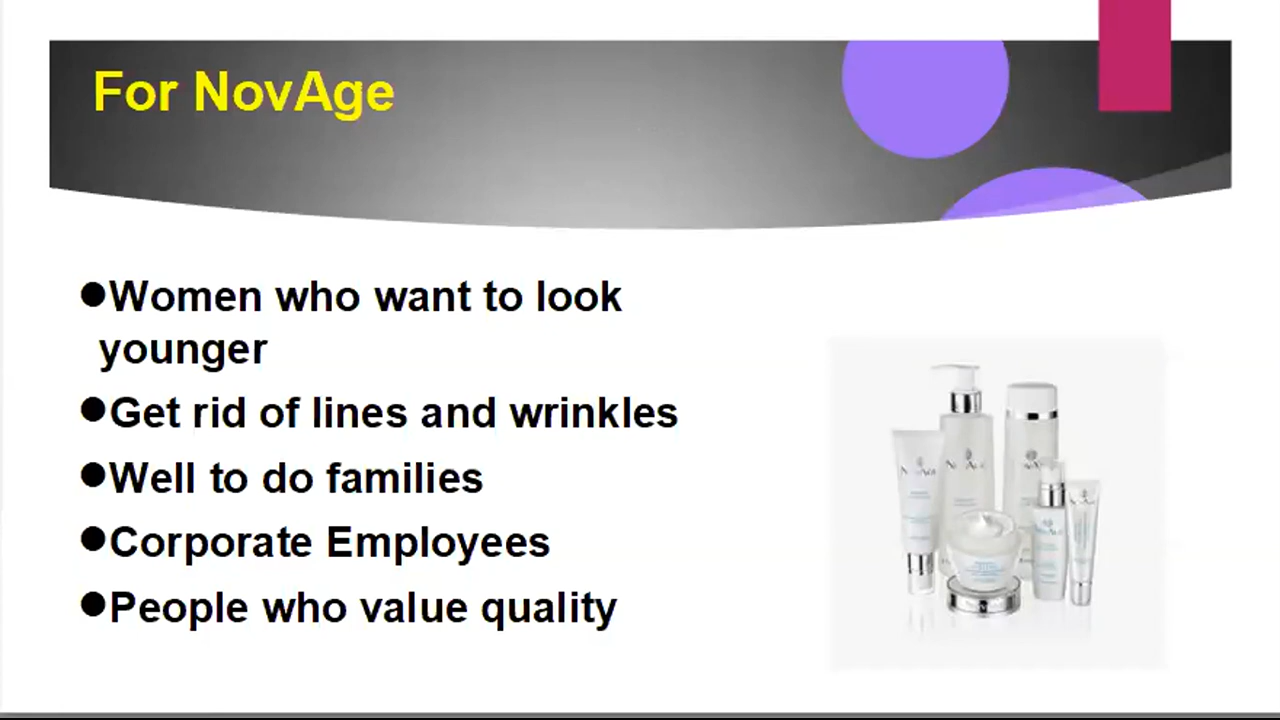 For NovAge
●Women who want to look
younger
●Get rid of lines and wrinkles
●Well to do families
●Corporate Employees
●People who value quality